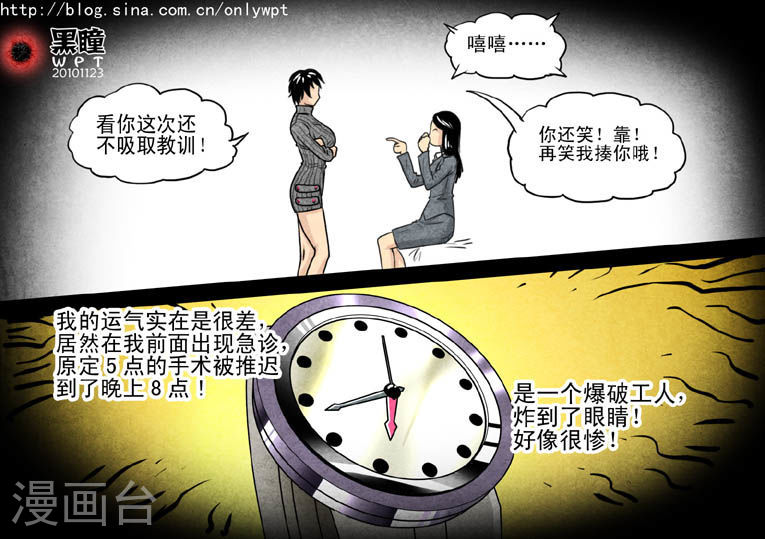 http://blog.sina.com.cn/onlywpt
黑瞳
WPT
20101123
嘻嘻……
看你这次还
不吸取教训！
你还笑！靠！
再笑我揍你哦！
我的运气实在是很差，
居然在我前面出现急诊，
原定5点的手术被推迟
到了晚上8点！
是一个爆破工人，
炸到了眼睛！
好像很惨！
漫画台